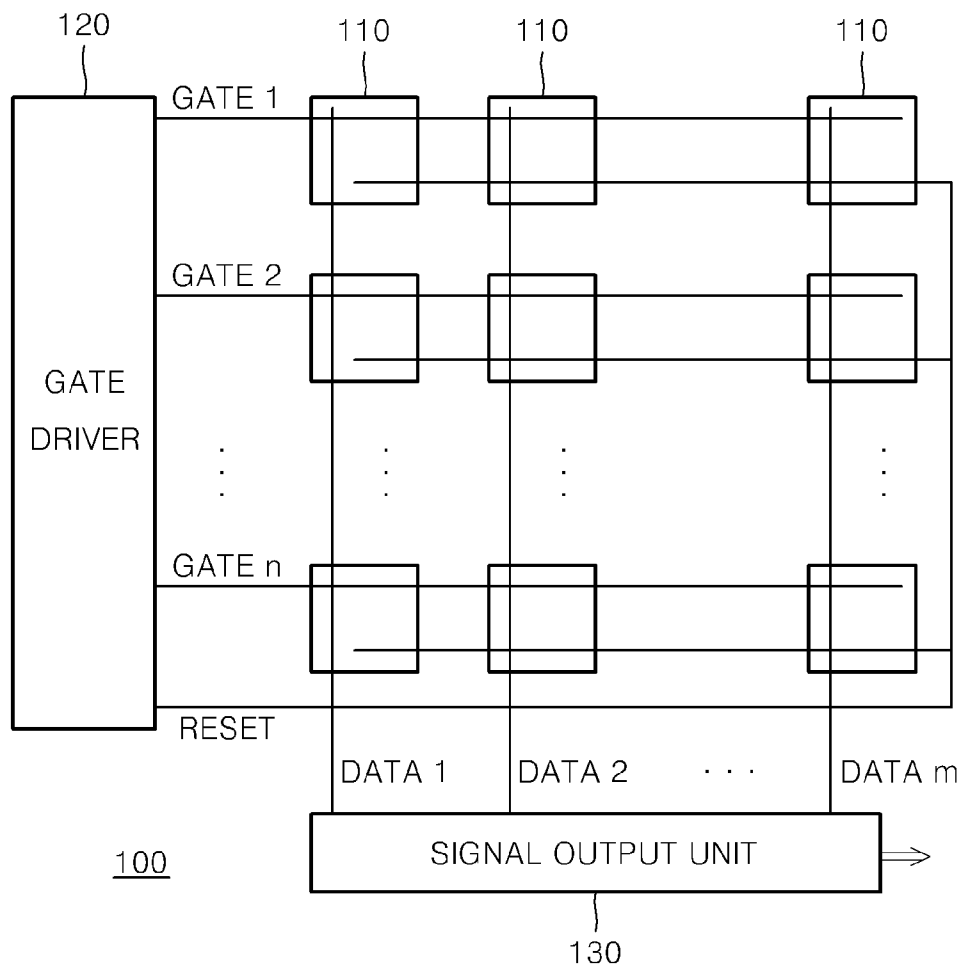 120
110
110
110
GATE 1
GATE 2
GATE
DRIVER
GATE n
RESET
DATA 1
DATA 2
. . .
DATA m
SIGNAL OUTPUT UNIT
100
130